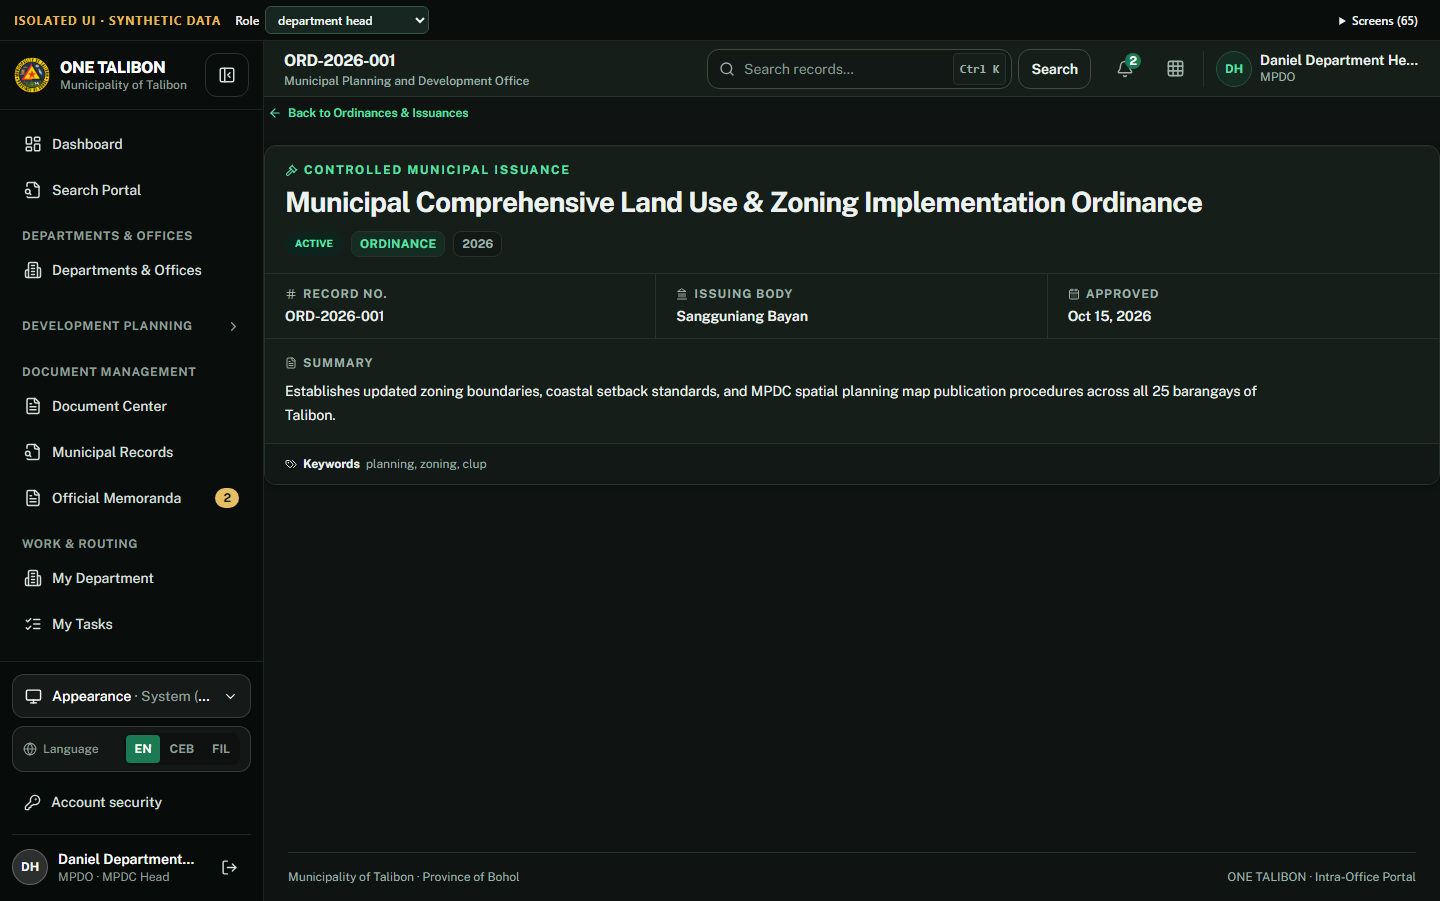 ISOLATED UI · SYNTHETIC DATA Role department head Screens (65)
ONE TALIBON
Municipality of Talibon
ORD-2026-001
Municipal Planning and Development Office
Search records... Ctrl K Search 2 DH Daniel Department He...
MPDO
Back to Ordinances & Issuances
Dashboard
Search Portal
DEPARTMENTS & OFFICES
Departments & Offices
DEVELOPMENT PLANNING
DOCUMENT MANAGEMENT
Document Center
Municipal Records
Official Memoranda 2
WORK & ROUTING
My Department
My Tasks
Appearance · System (...
Language EN CEB FIL
Account security
DH Daniel Department...
MPDO · MPDC Head
CONTROLLED MUNICIPAL ISSUANCE
Municipal Comprehensive Land Use & Zoning Implementation Ordinance
ACTIVE ORDINANCE 2026
RECORD NO.
ORD-2026-001
ISSUING BODY
Sangguniang Bayan
APPROVED
Oct 15, 2026
SUMMARY
Establishes updated zoning boundaries, coastal setback standards, and MPDC spatial planning map publication procedures across all 25 barangays of
Talibon.
Keywords planning, zoning, clup
Municipality of Talibon · Province of Bohol
ONE TALIBON · Intra-Office Portal